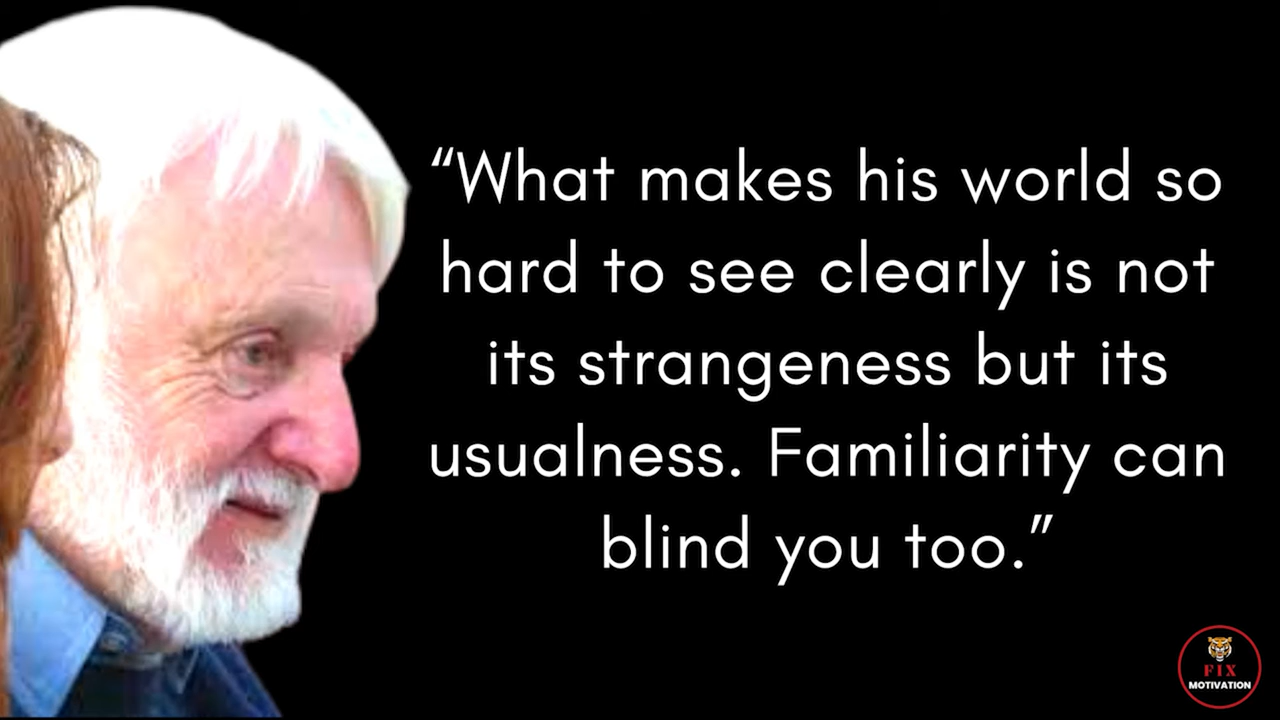 “What makes his world so
hard to see clearly is not
its strangeness but its
usualness. Familiarity can
blind you too.”
FIX
MOTIVATION